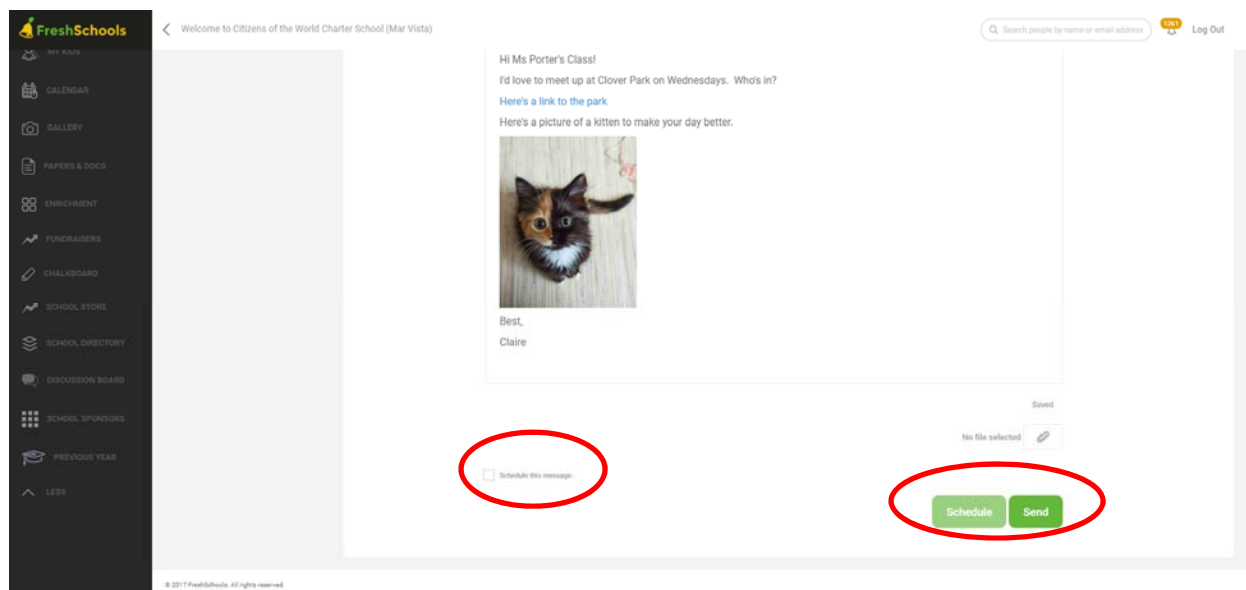 FreshSchools
Welcome to Citizens of the World Charter School (Mar Vista)
Search people by name or email address
1261
Log Out
MY KIDS
CALENDAR
GALLERY
PAPERS & DOCS
ENRICHMENT
FUNDRAISERS
CHALKBOARD
SCHOOL STORE
SCHOOL DIRECTORY
DISCUSSION BOARD
SCHOOL SPONSORS
PREVIOUS YEAR
LESS
Hi Ms Porter's Class!
I'd love to meet up at Clover Park on Wednesdays. Who's in?
Here's a link to the park
Here's a picture of a kitten to make your day better.
Best,
Claire
Saved
No file selected
Schedule this message
Schedule
Send
© 2017 FreshSchools. All rights reserved.